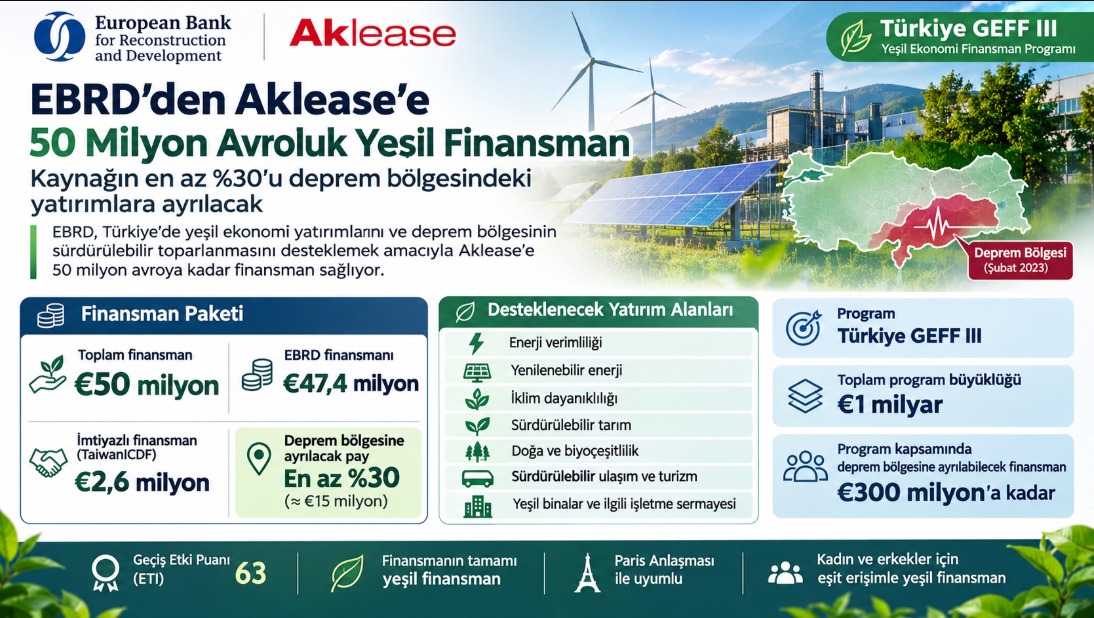 European Bank
for Reconstruction
and Development
Aklease
Türkiye GEFF III
Yeşil Ekonomi Finansman Programı
EBRD'den Aklease'e
50 Milyon Avroluk Yeşil Finansman
Kaynağın en az %30'u deprem bölgesindeki
yatırımlara ayrılacak
EBRD, Türkiye'de yeşil ekonomi yatırımlarını ve deprem bölgesinin
sürdürülebilir toparlanmasını desteklemek amacıyla Aklease'e
50 milyon avroya kadar finansman sağlıyor.
Deprem Bölgesi
(Şubat 2023)
Finansman Paketi
Toplam finansman
€50 milyon
EBRD finansmanı
€47,4 milyon
İmtiyazlı finansman
(TaiwanICDF)
€2,6 milyon
Deprem bölgesine
ayrılacak pay
En az %30
(≈ €15 milyon)
Desteklenecek Yatırım Alanları
Enerji verimliliği
Yenilenebilir enerji
İklim dayanıklılığı
Sürdürülebilir tarım
Doğa ve biyoçeşitlilik
Sürdürülebilir ulaşım ve turizm
Yeşil binalar ve ilgili işletme sermayesi
Program
Türkiye GEFF III
Toplam program büyüklüğü
€1 milyar
Program kapsamında
deprem bölgesine ayrılabilecek finansman
€300 milyon'a kadar
Geçiş Etki Puanı
(ETI)
63
Finansmanın tamamı
yeşil finansman
Paris Anlaşması
ile uyumlu
Kadın ve erkekler için
eşit erişimle yeşil finansman